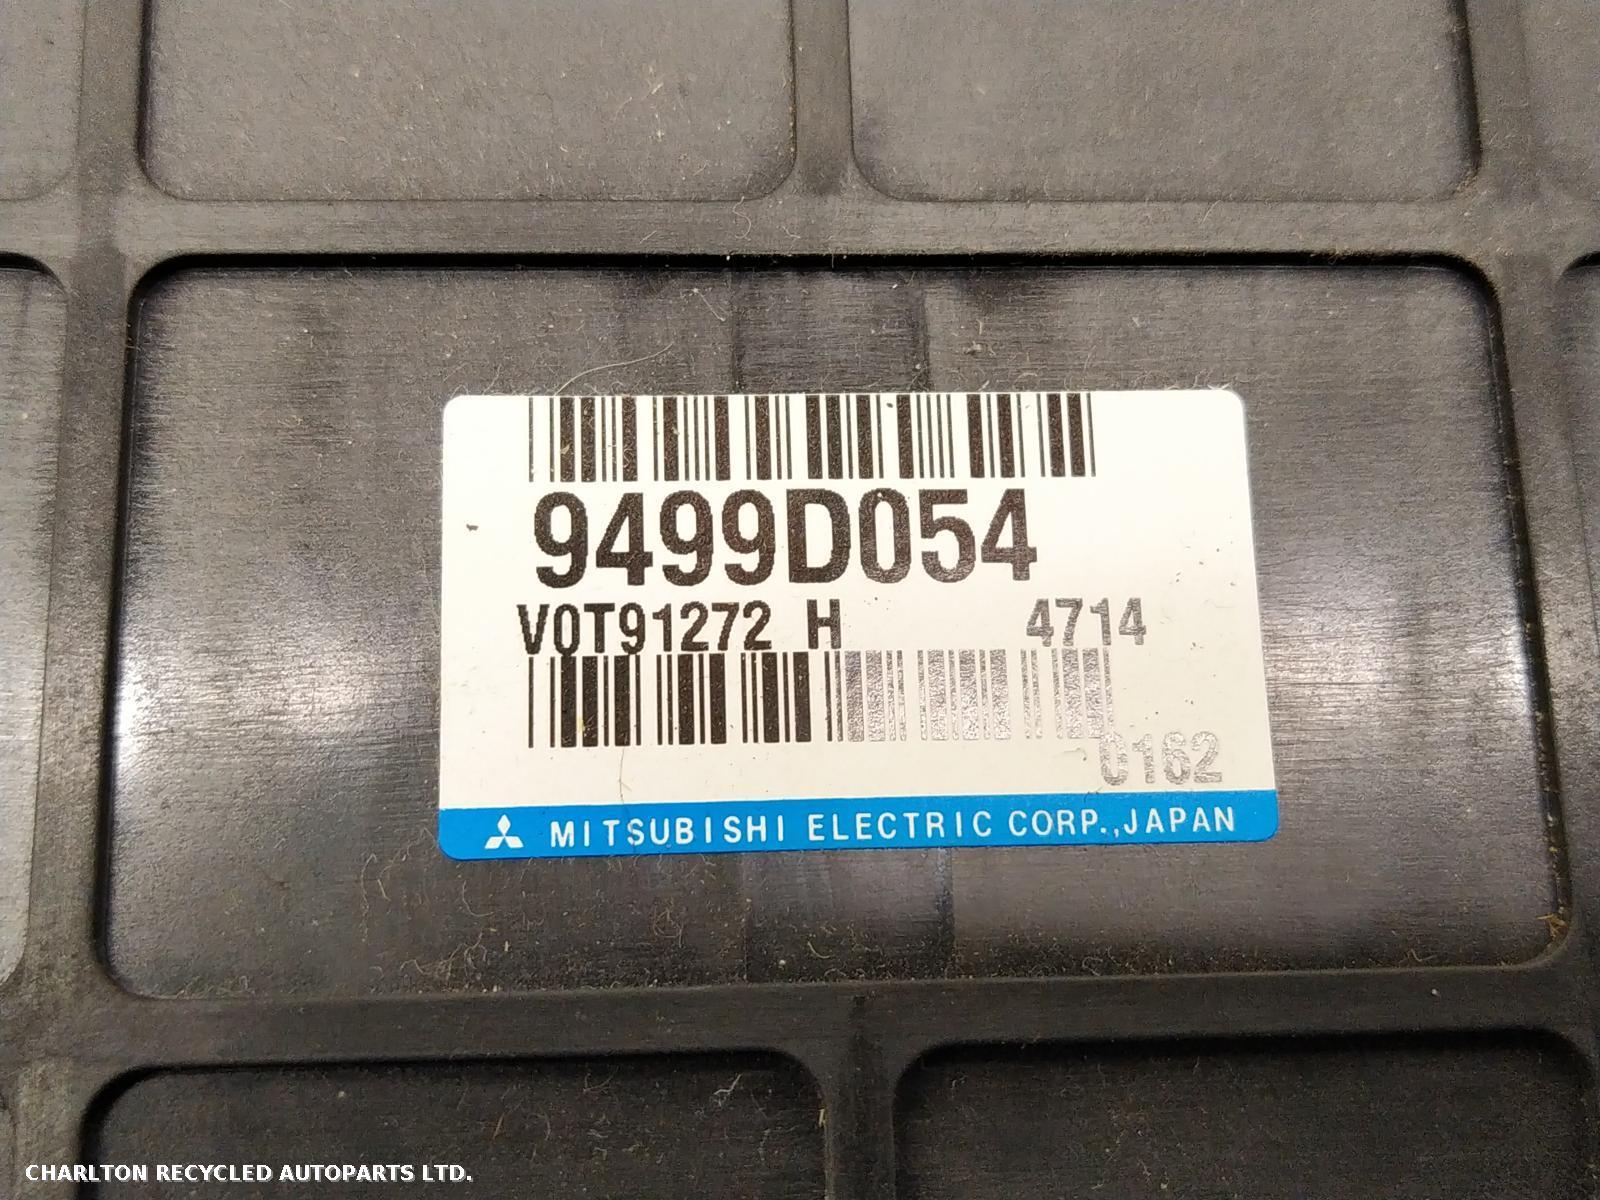 9499D054
V0T91272 H 4714
0162
MITSUBISHI ELECTRIC CORP.,JAPAN
CHARLTON RECYCLED AUTOPARTS LTD.